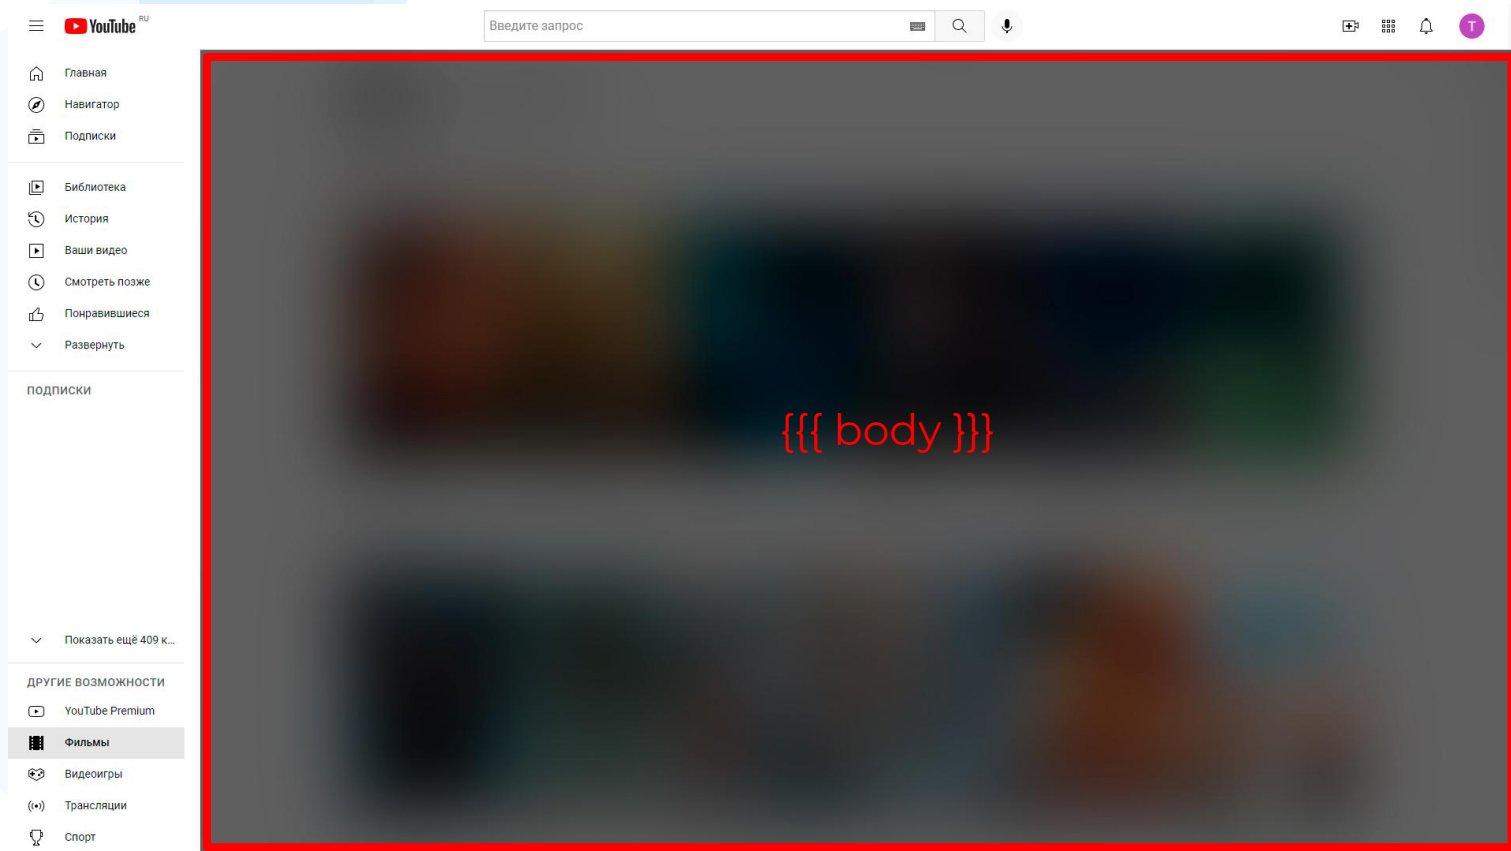 YouTube RU
Введите запрос
T
Главная
Навигатор
Подписки
Библиотека
История
Ваши видео
Смотреть позже
Понравившиеся
Развернуть
ПОДПИСКИ
{{{ body }}}
Показать ещё 409 к...
ДРУГИЕ ВОЗМОЖНОСТИ
YouTube Premium
Фильмы
Видеоигры
Трансляции
Спорт